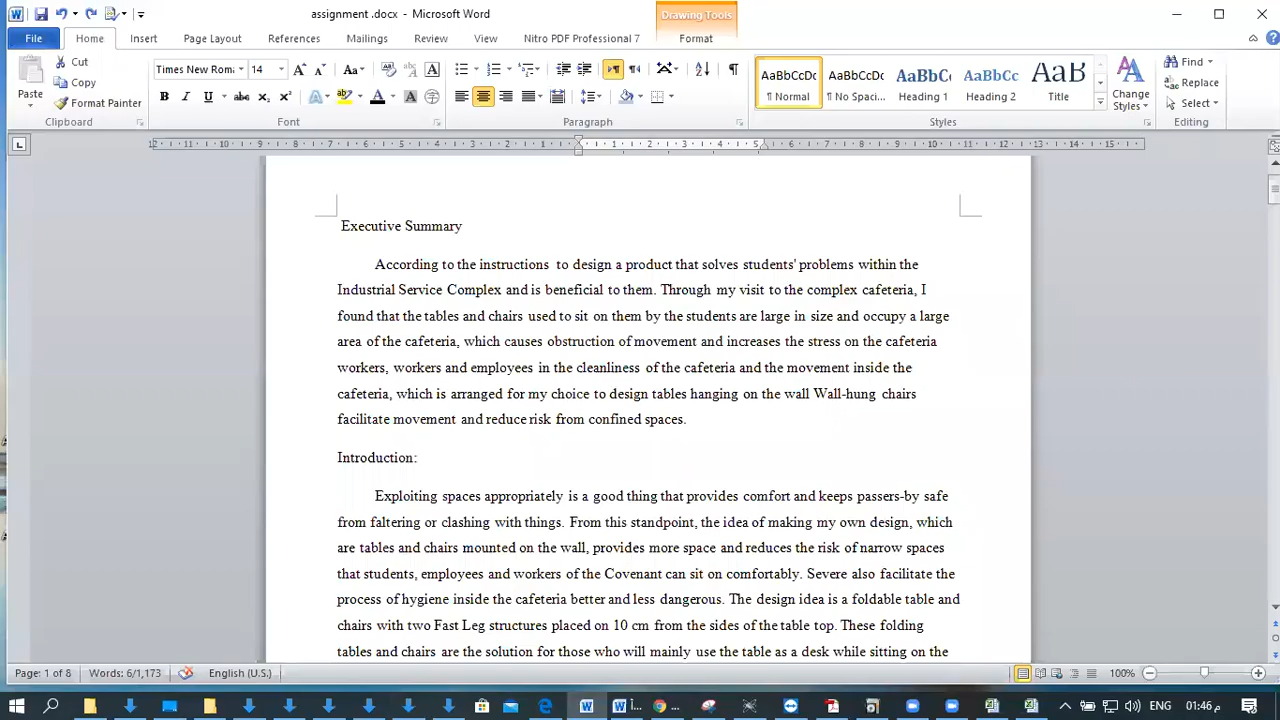 assignment .docx - Microsoft Word
Drawing Tools
File
Home
Insert
Page Layout
References
Mailings
Review
View
Nitro PDF Professional 7
Format
Paste
Cut
Copy
Format Painter
Clipboard
Times New Roma
14
Font
Paragraph
AaBbCcDc
¶ Normal
AaBbCcDc
¶ No Spaci...
AaBbC
Heading 1
AaBbCc
Heading 2
AaB
Title
Change
Styles
Styles
Find
Replace
Select
Editing
Executive Summary
According to the instructions to design a product that solves students' problems within the
Industrial Service Complex and is beneficial to them. Through my visit to the complex cafeteria, I
found that the tables and chairs used to sit on them by the students are large in size and occupy a large
area of the cafeteria, which causes obstruction of movement and increases the stress on the cafeteria
workers, workers and employees in the cleanliness of the cafeteria and the movement inside the
cafeteria, which is arranged for my choice to design tables hanging on the wall Wall-hung chairs
facilitate movement and reduce risk from confined spaces.
Introduction:
Exploiting spaces appropriately is a good thing that provides comfort and keeps passers-by safe
from faltering or clashing with things. From this standpoint, the idea of making my own design, which
are tables and chairs mounted on the wall, provides more space and reduces the risk of narrow spaces
that students, employees and workers of the Covenant can sit on comfortably. Severe also facilitate the
process of hygiene inside the cafeteria better and less dangerous. The design idea is a foldable table and
chairs with two Fast Leg structures placed on 10 cm from the sides of the table top. These folding
tables and chairs are the solution for those who will mainly use the table as a desk while sitting on the
Page: 1 of 8
Words: 6/1,173
English (U.S.)
100%
ENG
01:46 م